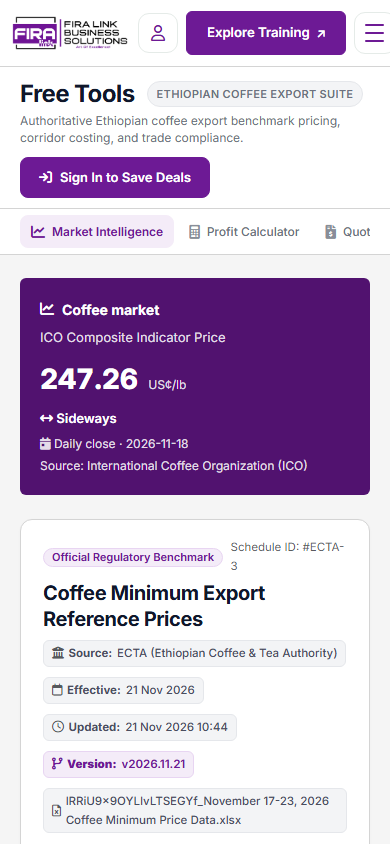 FIRA
link
FIRA LINK
BUSINESS
SOLUTIONS
Explore Training
Free Tools
ETHIOPIAN COFFEE EXPORT SUITE
Authoritative Ethiopian coffee export benchmark pricing,
corridor costing, and trade compliance.
Sign In to Save Deals
Market Intelligence
Profit Calculator
Quot
Coffee market
ICO Composite Indicator Price
247.26 US¢/lb
Sideways
Daily close · 2026-11-18
Source: International Coffee Organization (ICO)
Official Regulatory Benchmark
Schedule ID: #ECTA-
3
Coffee Minimum Export
Reference Prices
Source: ECTA (Ethiopian Coffee & Tea Authority)
Effective: 21 Nov 2026
Updated: 21 Nov 2026 10:44
Version: v2026.11.21
IRRiU9×9OYLIvLTSEGYf_November 17-23, 2026
Coffee Minimum Price Data.xlsx